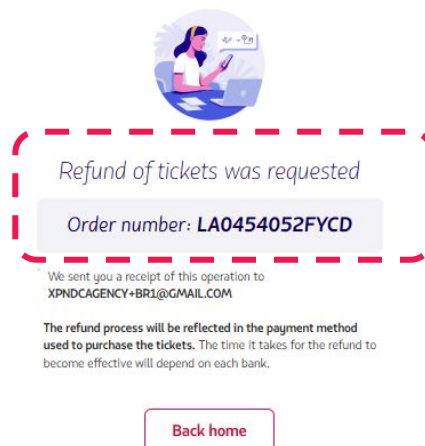 Refund of tickets was requested
Order number: LA0454052FYCD
We sent you a receipt of this operation to
XPNDCAGENCY+BR1@GMAIL.COM
The refund process will be reflected in the payment method
used to purchase the tickets. The time it takes for the refund to
become effective will depend on each bank.
Back home